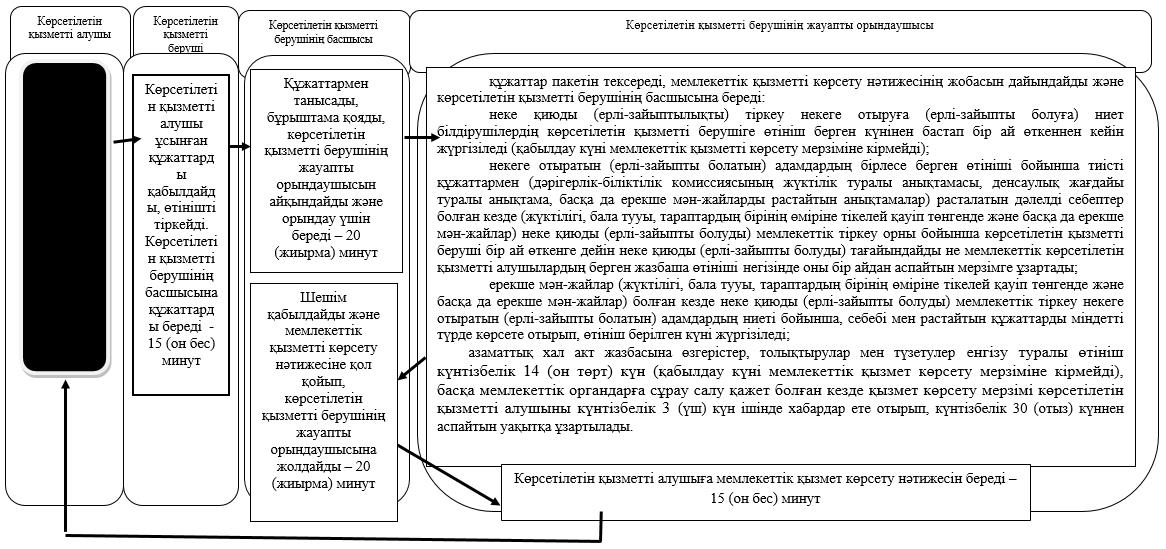 Көрсетілетін
қызметті алушы
Көрсетілетін
қызметті
беруші
Көрсетілетін қызметті
берушінің басшысы
Көрсетілетін қызметті берушінің жауапты орындаушысы
Көрсетілеті
н қызметті
алушы
ұсынған
құжаттард
ы
қабылдайд
ы, өтінішті
тіркейді.
Көрсетілеті
н қызметті
берушінің
басшысына
құжаттард
ы береді -
15 (он бес)
минут
Құжаттармен
танысады,
бұрыштама қояды,
көрсетілетін
қызметті берушінің
жауапты
орындаушысын
айқындайды және
орындау үшін
береді – 20
(жиырма) минут
Шешім
қабылдайды және
мемлекеттік
қызметті көрсету
нәтижесіне қол
қойып,
көрсетілетін
қызметті берушінің
жауапты
орындаушысына
жолдайды – 20
(жиырма) минут
құжаттар пакетін тексереді, мемлекеттік қызметті көрсету нәтижесінің жобасын дайындайды және
көрсетілетін қызметті берушінің басшысына береді:
неке қиюды (ерлі-зайыптылықты) тіркеу некеге отыруға (ерлі-зайыпты болуға) ниет
білдірушілердің көрсетілетін қызметті берушіге өтініш берген күнінен бастап бір ай өткеннен кейін
жүргізіледі (қабылдау күні мемлекеттік қызметті көрсету мерзіміне кірмейді);
некеге отыратын (ерлі-зайыпты болатын) адамдардың бірлесе берген өтініші бойынша тиісті
құжаттармен (дәрігерлік-біліктілік комиссиясының жүктілік туралы анықтамасы, денсаулық жағдайы
туралы анықтама, басқа да ерекше мән-жайларды растайтын анықтамалар) расталатын дәлелді себептер
болған кезде (жүктілігі, бала тууы, тараптардың бірінің өміріне тікелей қауіп төнгенде және басқа да ерекше
мән-жайлар) неке қиюды (ерлі-зайыпты болуды) мемлекеттік тіркеу орны бойынша көрсетілетін қызметті
беруші бір ай өткенге дейін неке қиюды (ерлі-зайыпты болуды) тағайындайды не мемлекеттік көрсетілетін
қызметті алушылардың берген жазбаша өтініші негізінде оны бір айдан аспайтын мерзімге ұзартады;
ерекше мән-жайлар (жүктілігі, бала тууы, тараптардың бірінің өміріне тікелей қауіп төнгенде және
басқа да ерекше мән-жайлар) болған кезде неке қиюды (ерлі-зайыпты болуды) мемлекеттік тіркеу некеге
отыратын (ерлі-зайыпты болатын) адамдардың ниеті бойынша, себебі мен растайтын құжаттарды міндетті
түрде көрсете отырып, өтініш берілген күні жүргізіледі;
азаматтық хал акт жазбасына өзгерістер, толықтырулар мен түзетулер енгізу туралы өтініш
күнтізбелік 14 (он төрт) күн (қабылдау күні мемлекеттік қызмет көрсету мерзіміне кірмейді),
басқа мемлекеттік органдарға сұрау салу қажет болған кезде қызмет көрсету мерзімі көрсетілетін
қызметті алушыны күнтізбелік 3 (үш) күн ішінде хабардар ете отырып, күнтізбелік 30 (отыз) күннен
аспайтын уақытқа ұзартылады.
Көрсетілетін қызметті алушыға мемлекеттік қызмет көрсету нәтижесін береді –
15 (он бес) минут